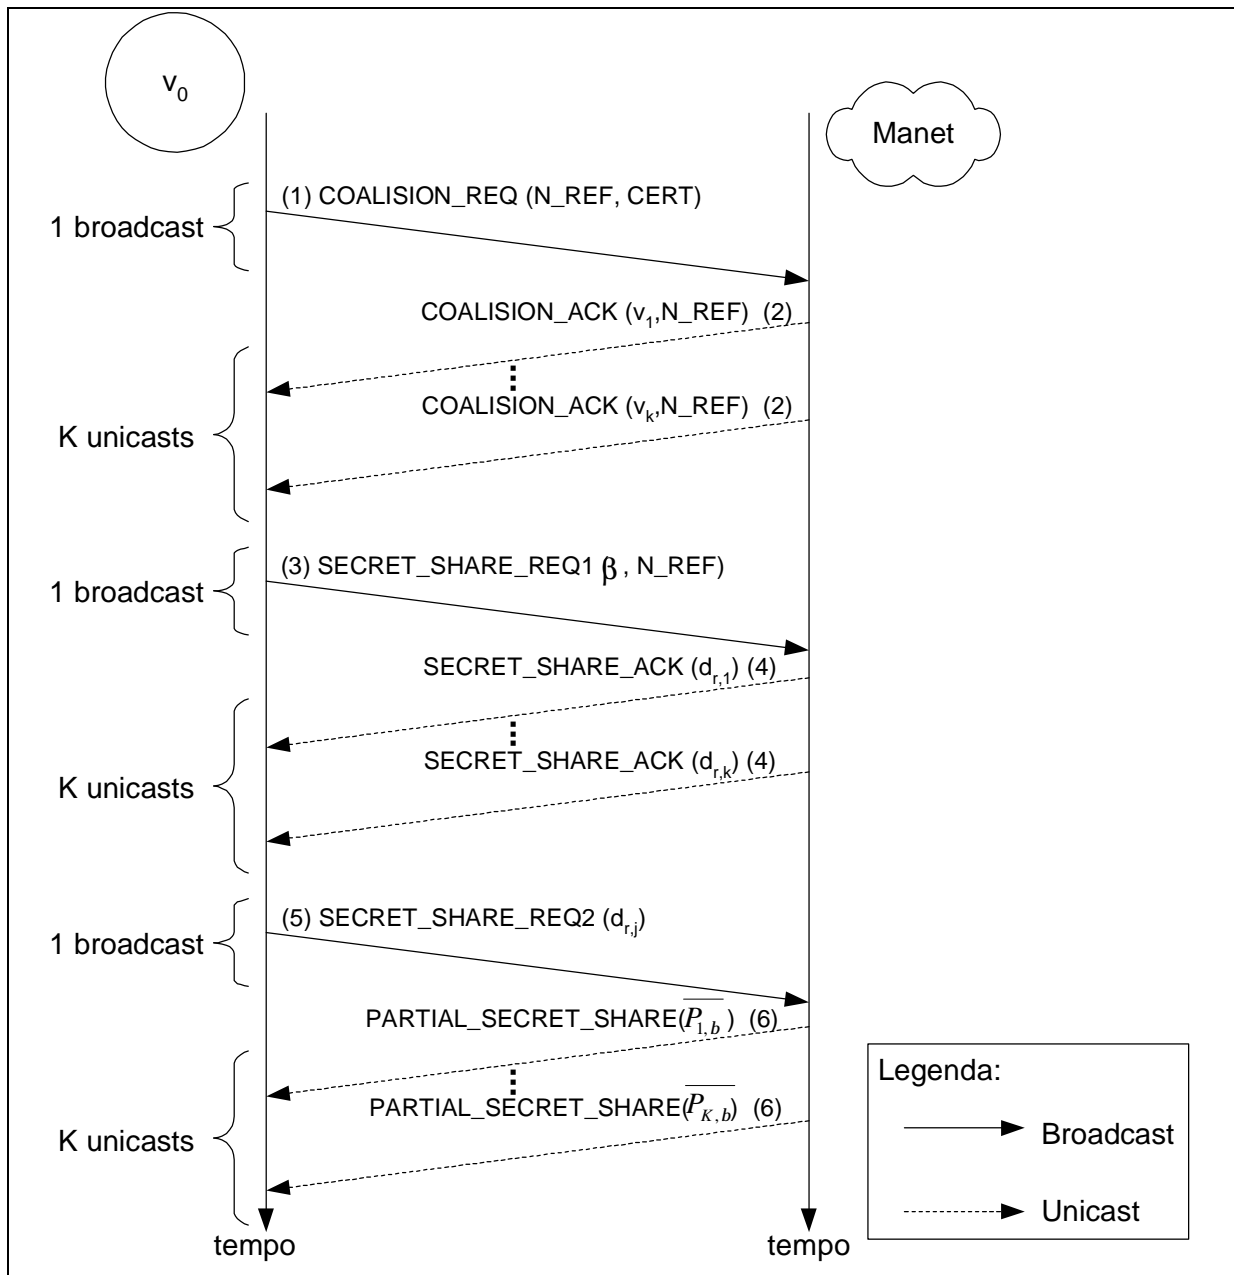 v0
Manet
(1) COALISION_REQ (N_REF, CERT)
1 broadcast
COALISION_ACK (v1,N_REF) (2)
COALISION_ACK (vk,N_REF) (2)
K unicasts
(3) SECRET_SHARE_REQ1 (β, N_REF)
1 broadcast
SECRET_SHARE_ACK (dr,1) (4)
SECRET_SHARE_ACK (dr,k) (4)
K unicasts
(5) SECRET_SHARE_REQ2 (dr,j)
1 broadcast
PARTIAL_SECRET_SHARE(P̅1,b) (6)
PARTIAL_SECRET_SHARE(P̅K,b) (6)
K unicasts
Legenda:
Broadcast
Unicast
tempo
tempo